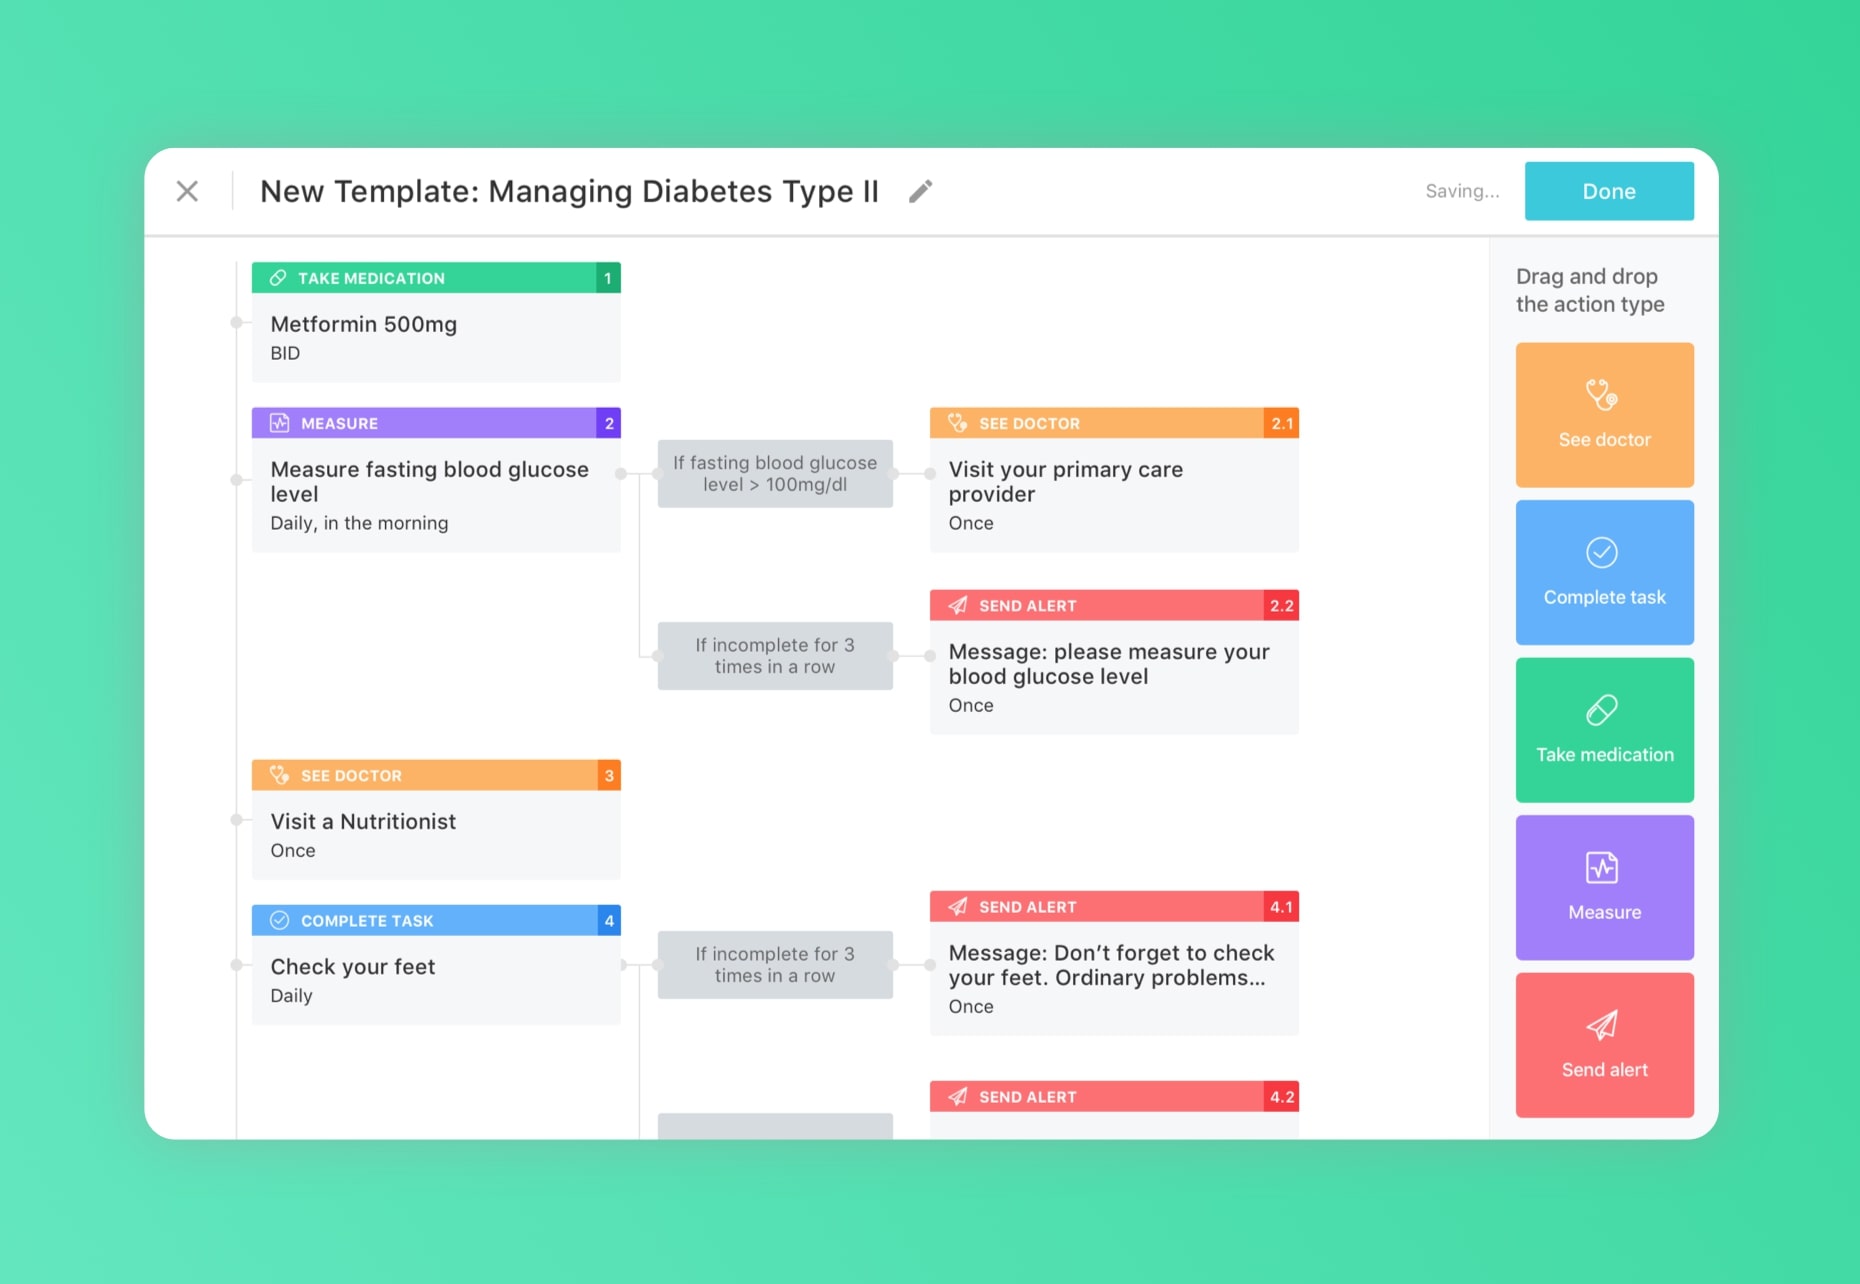 New Template: Managing Diabetes Type II
Saving...
Done
TAKE MEDICATION 1
Metformin 500mg
BID
MEASURE 2
Measure fasting blood glucose
level
Daily, in the morning
If fasting blood glucose
level > 100mg/dl
SEE DOCTOR 2.1
Visit your primary care
provider
Once
If incomplete for 3
times in a row
SEND ALERT 2.2
Message: please measure your
blood glucose level
Once
SEE DOCTOR 3
Visit a Nutritionist
Once
COMPLETE TASK 4
Check your feet
Daily
If incomplete for 3
times in a row
SEND ALERT 4.1
Message: Don’t forget to check
your feet. Ordinary problems...
Once
SEND ALERT 4.2
Drag and drop
the action type
See doctor
Complete task
Take medication
Measure
Send alert